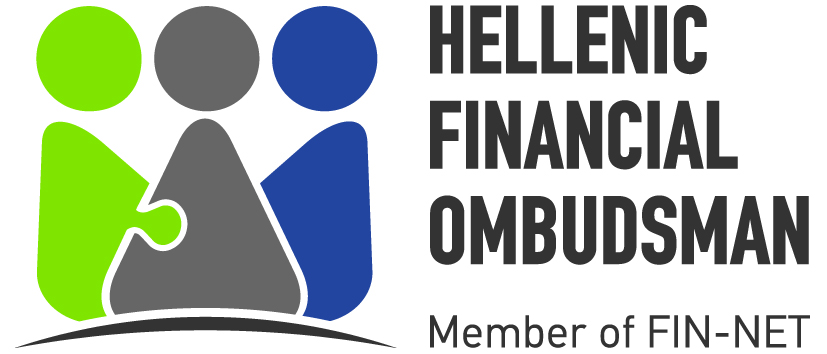 HELLENIC
FINANCIAL
OMBUDSMAN
Member of FIN-NET